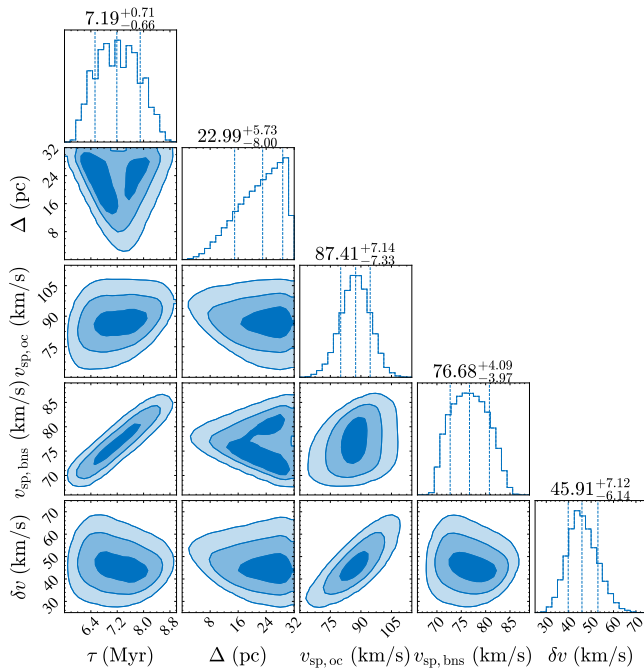 7.19 +0.71 −0.66
22.99 +5.73 −8.00
87.41 +7.14 −7.33
76.68 +4.09 −3.97
45.91 +7.12 −6.14
Δ (pc)
32
24
16
8
v_sp,oc (km/s)
105
90
75
v_sp,bns (km/s)
85
80
75
70
δv (km/s)
70
60
50
40
30
6.4 7.2 8.0 8.8
8 16 24 32
75 90 105
70 75 80 85
30 40 50 60 70
τ (Myr)
Δ (pc)
v_sp,oc (km/s)
v_sp,bns (km/s)
δv (km/s)